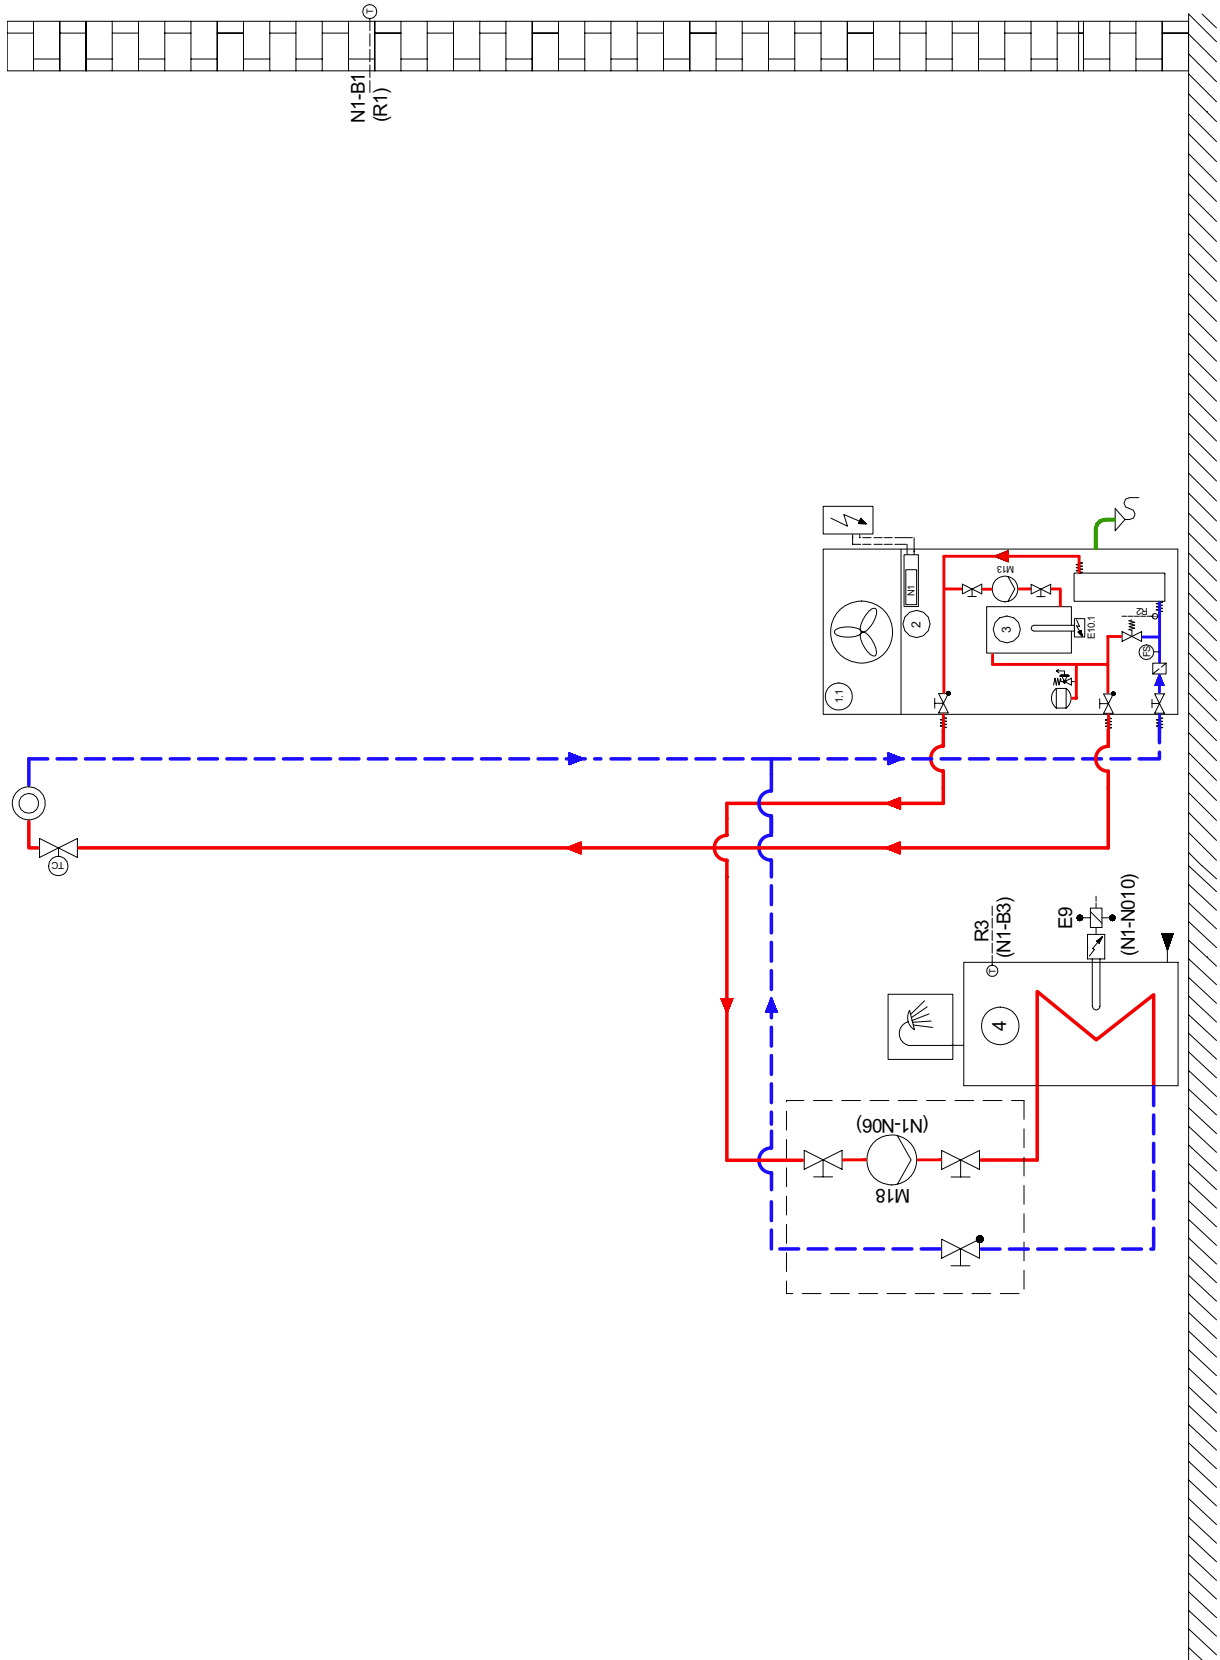 T
N1-B1
(R1)
1.1
2
N1
M13
3
E10.1
R2
FS
TC
R3
(N1-B3)
T
E9
(N1-N010)
4
(N1-N06)
M18